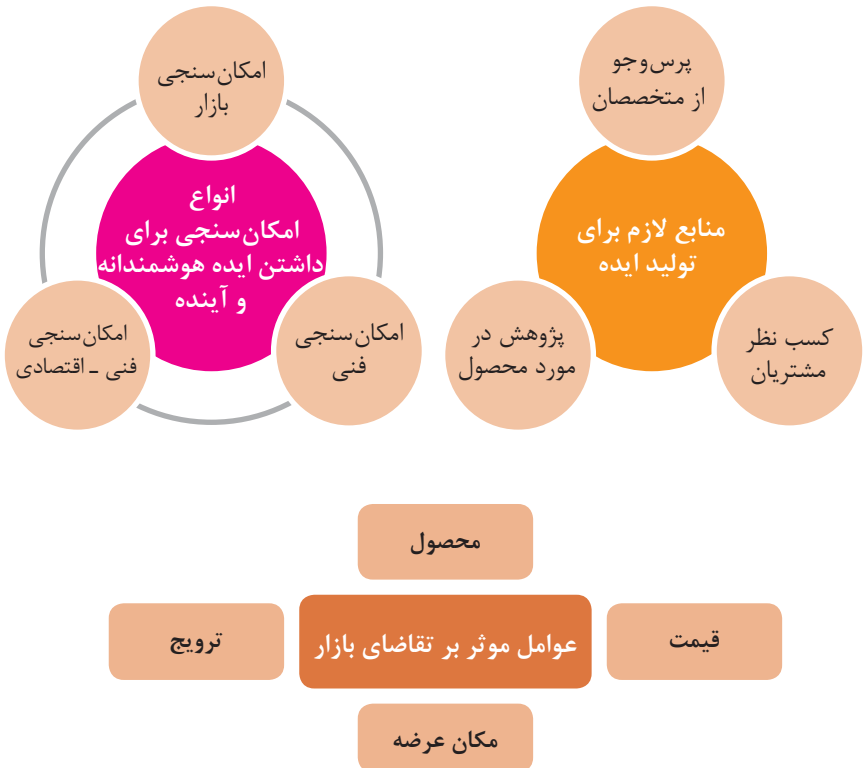 پرس‌وجو
از متخصصان
منابع لازم برای
تولید ایده
کسب نظر
مشتریان
پژوهش در
مورد محصول
امکان‌سنجی
بازار
انواع
امکان‌سنجی برای
داشتن ایده هوشمندانه
و آینده
امکان‌سنجی
فنی
امکان‌سنجی
فنی ـ اقتصادی
محصول
قیمت
عوامل موثر بر تقاضای بازار
ترویج
مکان عرضه